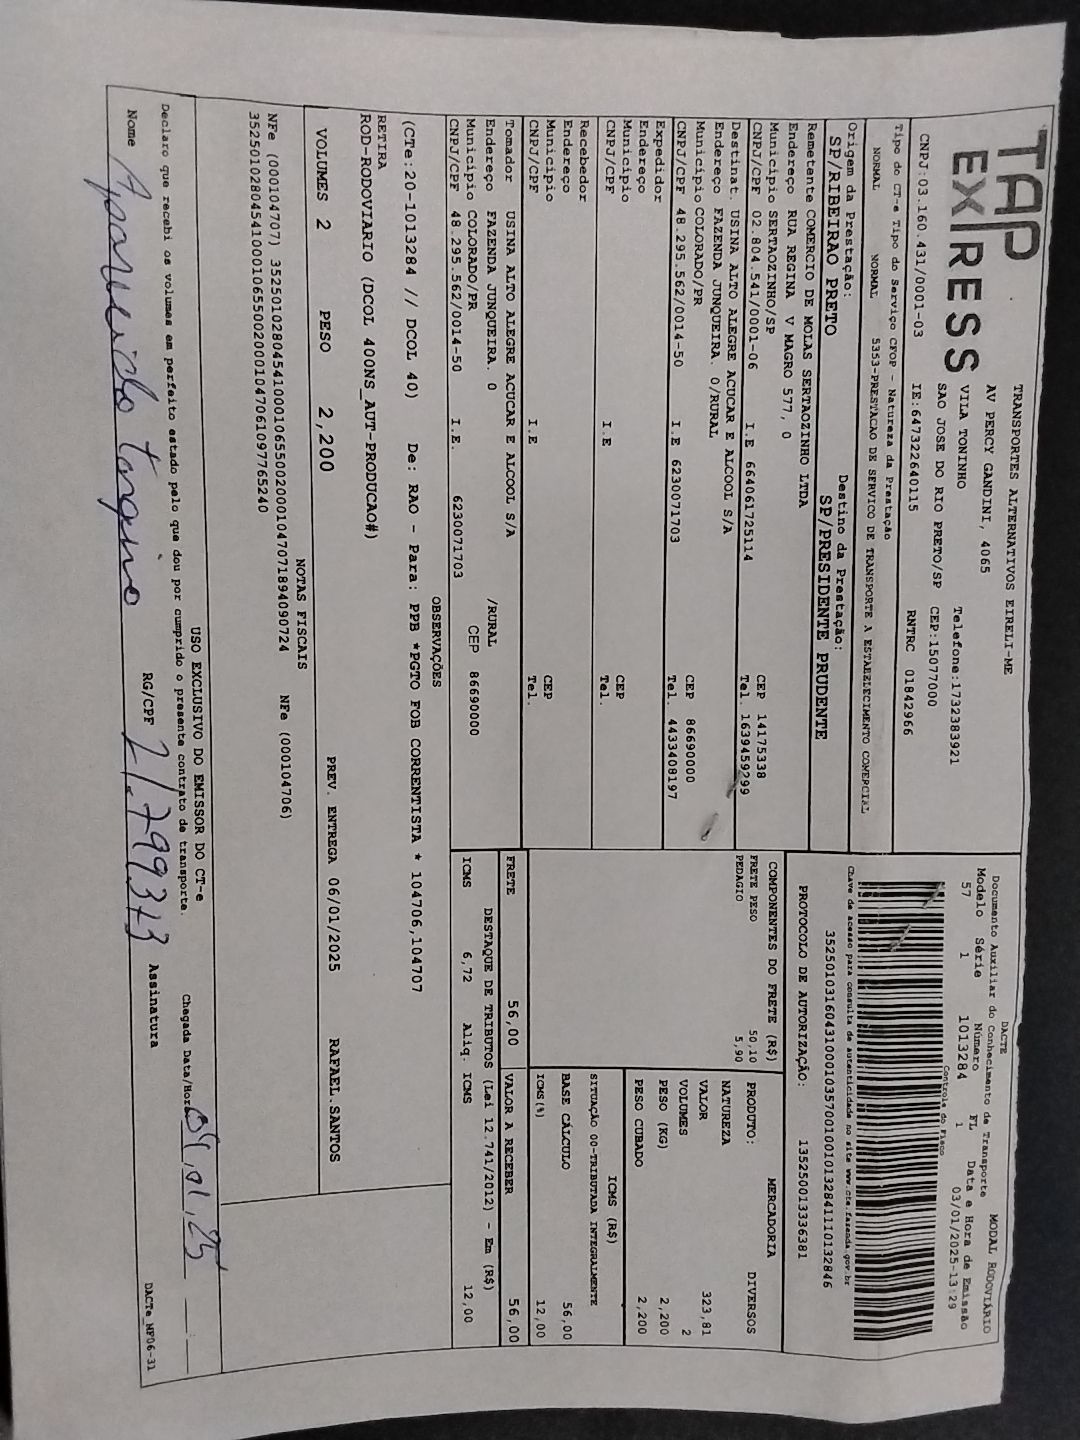 TAP
EX/RESS
TRANSPORTES ALTERNATIVOS EIRELI-ME
AV PERCY GANDINI, 4065
VILA TONINHO Telefone:1732383921
SAO JOSE DO RIO PRETO/SP CEP:15077000
CNPJ:03.160.431/0001-03 IE:647322640115 RNTRC 01842966
Tipo do CT-e Tipo do Serviço CFOP - Natureza da Prestação
NORMAL NORMAL 5353-PRESTACAO DE SERVICO DE TRANSPORTE A ESTABELECIMENTO COMERCIAL
Origem da Prestação: Destino da Prestação:
SP/RIBEIRAO PRETO SP/PRESIDENTE PRUDENTE
Remetente COMERCIO DE MOLAS SERTAOZINHO LTDA
Endereço RUA REGINA V MAGRO 577, 0
Municipio SERTAOZINHO/SP CEP 14175338
CNPJ/CPF 02.804.541/0001-06 I.E 664061725114 Tel. 1639459299
Destinat. USINA ALTO ALEGRE ACUCAR E ALCOOL S/A
Endereço FAZENDA JUNQUEIRA. 0/RURAL
Municipio COLORADO/PR CEP 86690000
CNPJ/CPF 48.295.562/0014-50 I.E 6230071703 Tel. 4433408197
Expedidor
Endereço
Municipio CEP
CNPJ/CPF I.E Tel.
Recebedor
Endereço
Municipio CEP
CNPJ/CPF I.E Tel.
Tomador USINA ALTO ALEGRE ACUCAR E ALCOOL S/A
Endereço FAZENDA JUNQUEIRA. 0 /RURAL
Municipio COLORADO/PR CEP 86690000
CNPJ/CPF 48.295.562/0014-50 I.E. 6230071703
DACTE MODAL RODOVIÁRIO
Documento Auxiliar do Conhecimento de Transporte
Modelo Série Número FL Data e Hora de Emissão
57 1 1013284 1 03/01/2025-13:29
Controle do Fisco
Chave de acesso para consulta de autenticidade no site www.cte.fazenda.gov.br
35250103160431000103570010010132841110132846
PROTOCOLO DE AUTORIZAÇÃO: 135250013336381
COMPONENTES DO FRETE (R$)
FRETE PESO 50,10
PEDAGIO 5,90
MERCADORIA
PRODUTO: DIVERSOS
NATUREZA
VALOR 323,81
VOLUMES 2
PESO (KG) 2,200
PESO CUBADO 2,200
ICMS (R$)
SITUAÇÃO 00-TRIBUTADA INTEGRALMENTE
BASE CÁLCULO 56,00
ICMS(%) 12,00
FRETE 56,00 VALOR A RECEBER 56,00
DESTAQUE DE TRIBUTOS (Lei 12.741/2012) - Em (R$)
ICMS 6,72 Aliq. ICMS 12,00
OBSERVAÇÕES
(CTe:20-1013284 // DCOL 40) De: RAO - Para: PPB *PGTO FOB CORRENTISTA * 104706,104707
RETIRA
ROD-RODOVIARIO (DCOL 400NS_AUT-PRODUCAO#)
VOLUMES 2 PESO 2,200 PREV. ENTREGA 06/01/2025 RAFAEL.SANTOS
NOTAS FISCAIS
NFe (000104707) 35250102804541000106550020001047071894090724 NFe (000104706)
35250102804541000106550020001047061097765240
USO EXCLUSIVO DO EMISSOR DO CT-e
Declaro que recebi os volumes em perfeito estado pelo que dou por cumprido o presente contrato de transporte. Chegada Data/Hora
Nome Aparecido RG/CPF Assinatura
DACTe_NF06-31